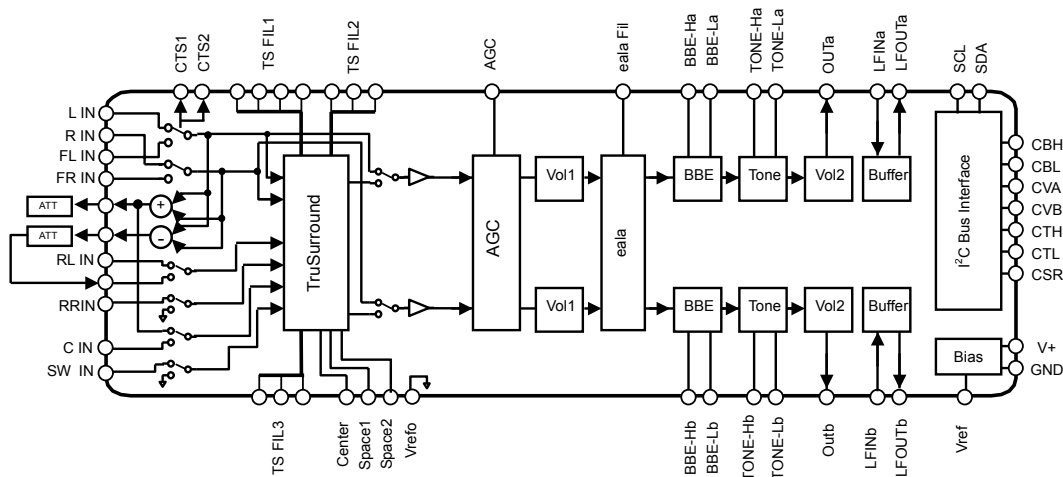 CTS1
CTS2
TS FIL1
TS FIL2
AGC
eala Fil
BBE-Ha
BBE-La
TONE-Ha
TONE-La
OUTa
LFINa
LFOUTa
SCL
SDA
L IN
R IN
FL IN
FR IN
ATT
ATT
RL IN
RRIN
C IN
SW IN
+
-
TruSurround
AGC
Vol1
Vol1
eala
BBE
Tone
Vol2
Buffer
BBE
Tone
Vol2
Buffer
I2C Bus Interface
Bias
CBH
CBL
CVA
CVB
CTH
CTL
CSR
V+
GND
TS FIL3
Center
Space1
Space2
Vrefo
BBE-Hb
BBE-Lb
TONE-Hb
TONE-Lb
Outb
LFINb
LFOUTb
Vref